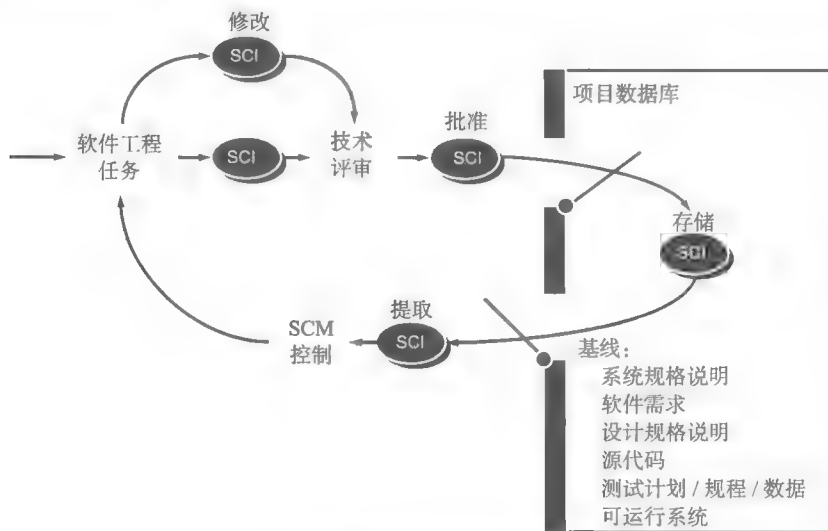 修改
SCI
项目数据库
批准
软件工程
任务
SCI
技术
评审
SCI
存储
SCI
提取
SCM
控制
SCI
基线：
系统规格说明
软件需求
设计规格说明
源代码
测试计划 / 规程 / 数据
可运行系统